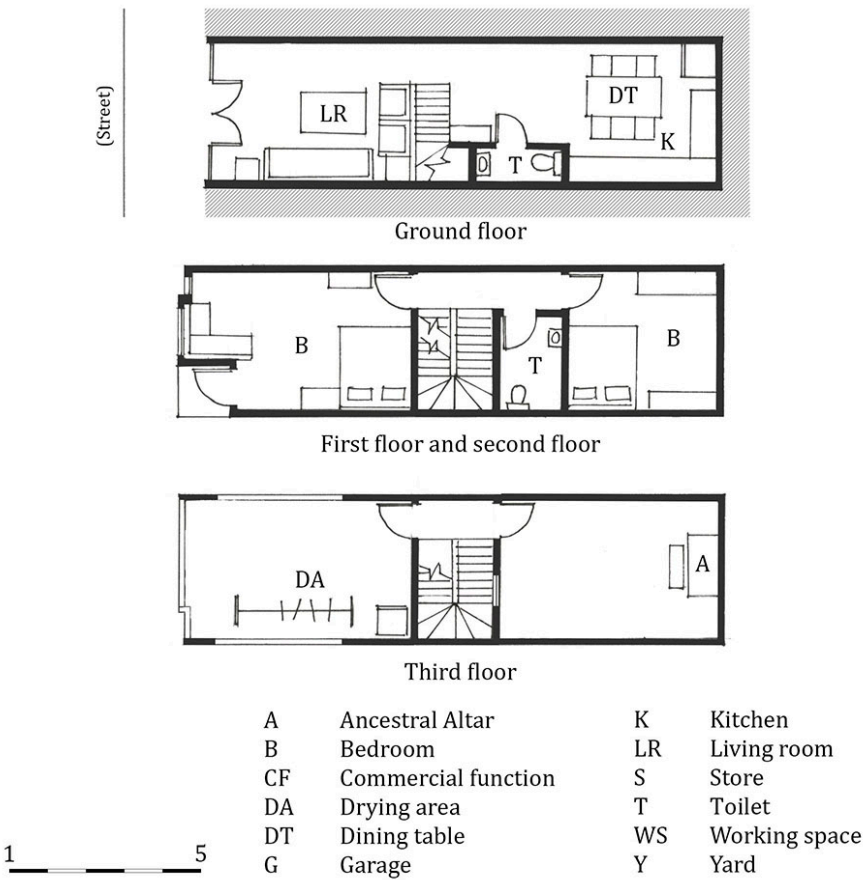 (Street)
LR
DT
K
T
Ground floor
B
B
T
First floor and second floor
DA
A
Third floor
A Ancestral Altar
B Bedroom
CF Commercial function
DA Drying area
DT Dining table
G Garage
K Kitchen
LR Living room
S Store
T Toilet
WS Working space
Y Yard
1 5